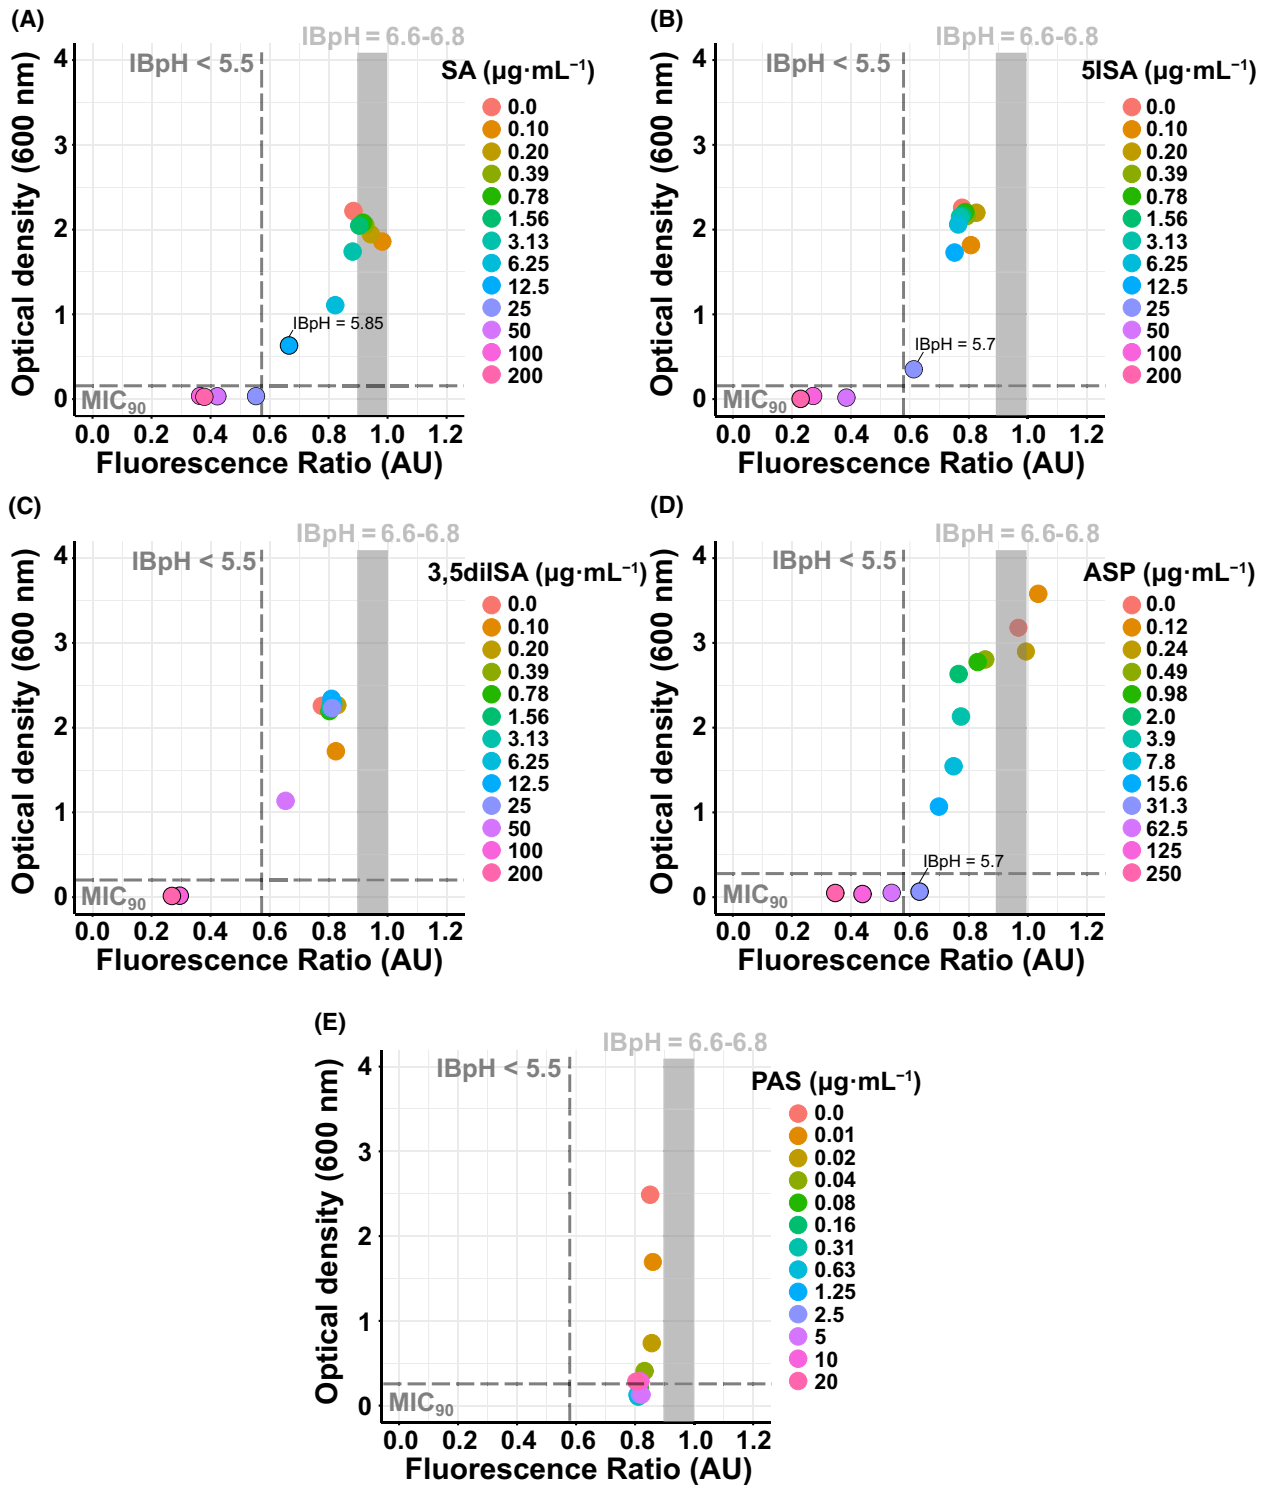 (A)
IBpH = 6.6-6.8
IBpH < 5.5
SA (µg·mL⁻¹)
0.0
0.10
0.20
0.39
0.78
1.56
3.13
6.25
12.5
25
50
100
200
IBpH = 5.85
MIC₉₀
4
3
2
1
0
Optical density (600 nm)
0.0 0.2 0.4 0.6 0.8 1.0 1.2
Fluorescence Ratio (AU)
(B)
IBpH = 6.6-6.8
IBpH < 5.5
5ISA (µg·mL⁻¹)
0.0
0.10
0.20
0.39
0.78
1.56
3.13
6.25
12.5
25
50
100
200
IBpH = 5.7
MIC₉₀
4
3
2
1
0
Optical density (600 nm)
0.0 0.2 0.4 0.6 0.8 1.0 1.2
Fluorescence Ratio (AU)
(C)
IBpH = 6.6-6.8
IBpH < 5.5
3,5diISA (µg·mL⁻¹)
0.0
0.10
0.20
0.39
0.78
1.56
3.13
6.25
12.5
25
50
100
200
MIC₉₀
4
3
2
1
0
Optical density (600 nm)
0.0 0.2 0.4 0.6 0.8 1.0 1.2
Fluorescence Ratio (AU)
(D)
IBpH = 6.6-6.8
IBpH < 5.5
ASP (µg·mL⁻¹)
0.0
0.12
0.24
0.49
0.98
2.0
3.9
7.8
15.6
31.3
62.5
125
250
IBpH = 5.7
MIC₉₀
4
3
2
1
0
Optical density (600 nm)
0.0 0.2 0.4 0.6 0.8 1.0 1.2
Fluorescence Ratio (AU)
(E)
IBpH = 6.6-6.8
IBpH < 5.5
PAS (µg·mL⁻¹)
0.0
0.01
0.02
0.04
0.08
0.16
0.31
0.63
1.25
2.5
5
10
20
MIC₉₀
4
3
2
1
0
Optical density (600 nm)
0.0 0.2 0.4 0.6 0.8 1.0 1.2
Fluorescence Ratio (AU)